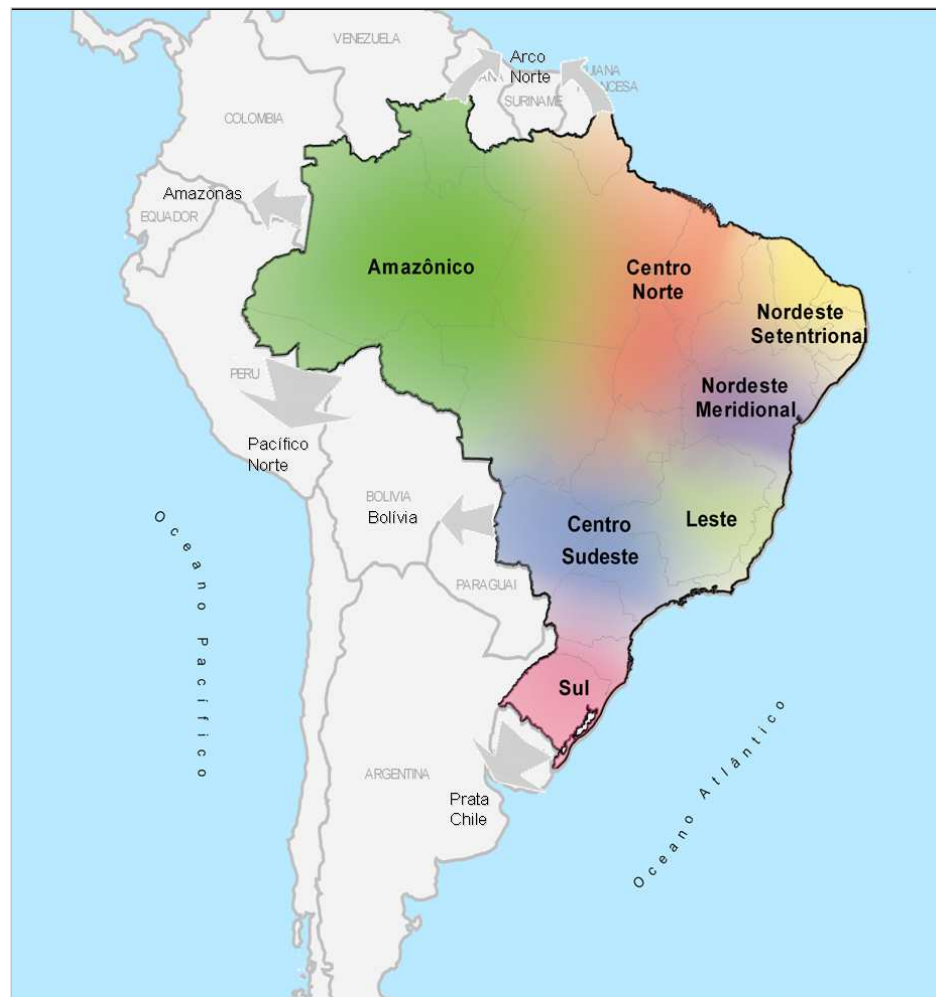 VENEZUELA
Arco
Norte
SURINAME
COLOMBIA
Amazonas
EQUADOR
Amazônico
Centro
Norte
Nordeste
Setentrional
PERU
Nordeste
Meridional
Pacífico
Norte
BOLIVIA
Bolívia
Centro
Sudeste
Leste
PARAGUAI
Oceano Pacífico
Sul
ARGENTINA
Prata
Chile
Oceano Atlântico